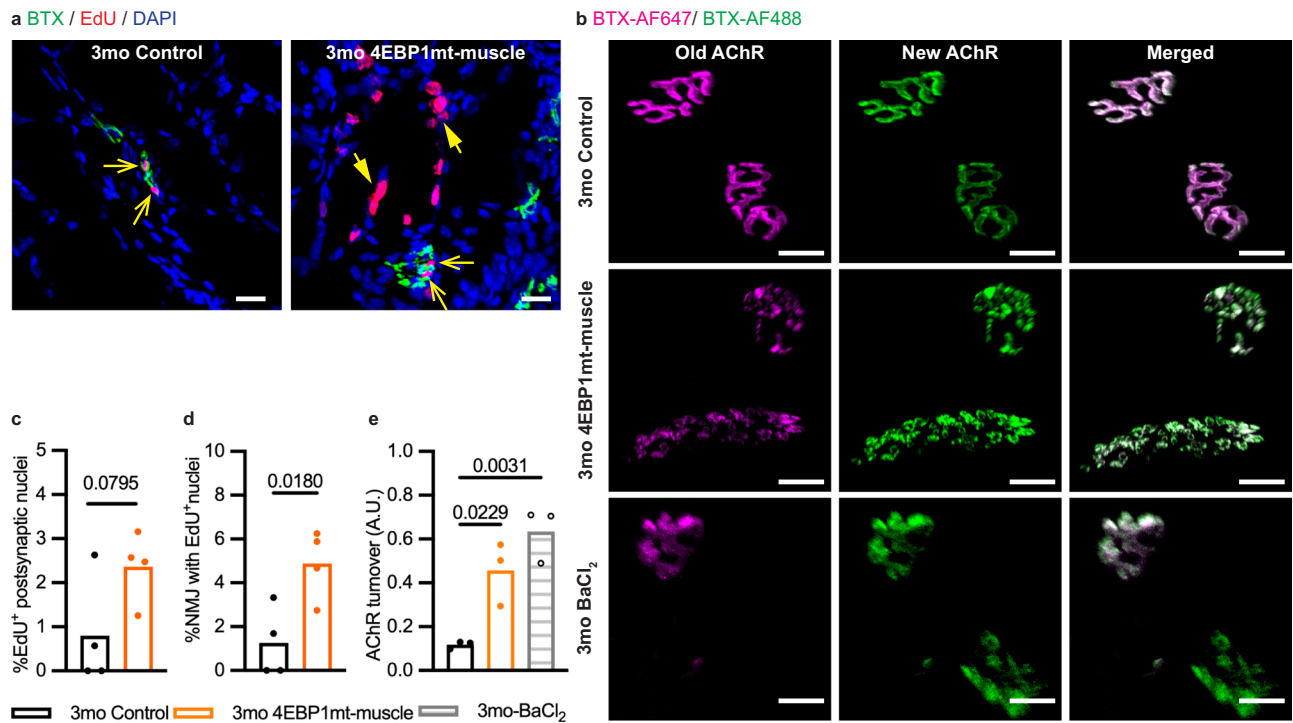 a BTX / EdU / DAPI
3mo Control
3mo 4EBP1mt-muscle
b BTX-AF647/ BTX-AF488
Old AChR
New AChR
Merged
3mo Control
3mo 4EBP1mt-muscle
3mo BaCl₂
c
%EdU⁺ postsynaptic nuclei
5
4
3
2
1
0
0.0795
d
%NMJ with EdU⁺nuclei
10
8
6
4
2
0
0.0180
e
AChR turnover (A.U.)
1.0
0.8
0.6
0.4
0.2
0.0
0.0031
0.0229
3mo Control
3mo 4EBP1mt-muscle
3mo-BaCl₂